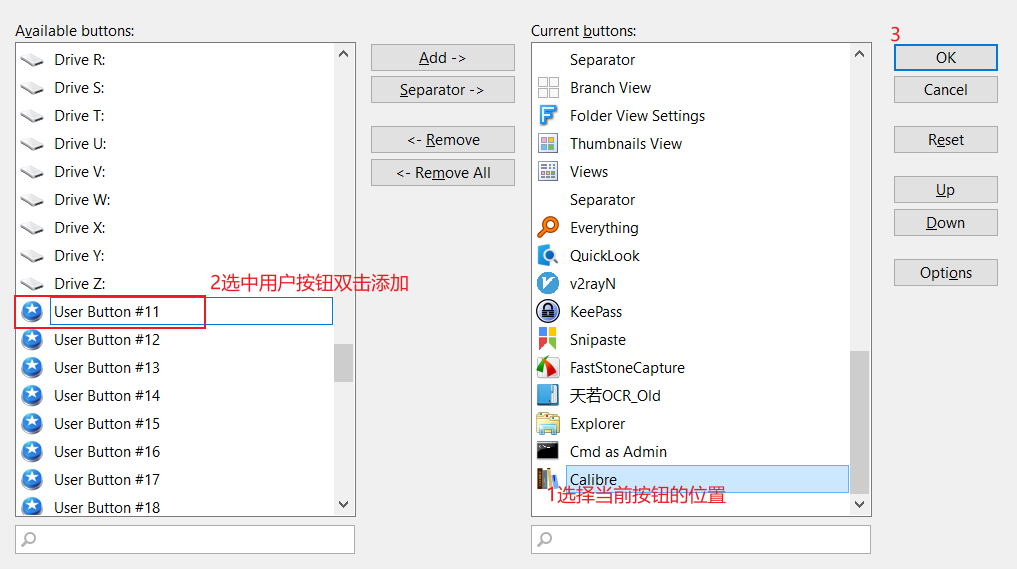 Available buttons:
Drive R:
Drive S:
Drive T:
Drive U:
Drive V:
Drive W:
Drive X:
Drive Y:
Drive Z:
2选中用户按钮双击添加
User Button #11
User Button #12
User Button #13
User Button #14
User Button #15
User Button #16
User Button #17
User Button #18
Add ->
Separator ->
<- Remove
<- Remove All
Current buttons:
Separator
Branch View
Folder View Settings
Thumbnails View
Views
Separator
Everything
QuickLook
v2rayN
KeePass
Snipaste
FastStoneCapture
天若OCR_Old
Explorer
Cmd as Admin
Calibre
1选择当前按钮的位置
3
OK
Cancel
Reset
Up
Down
Options